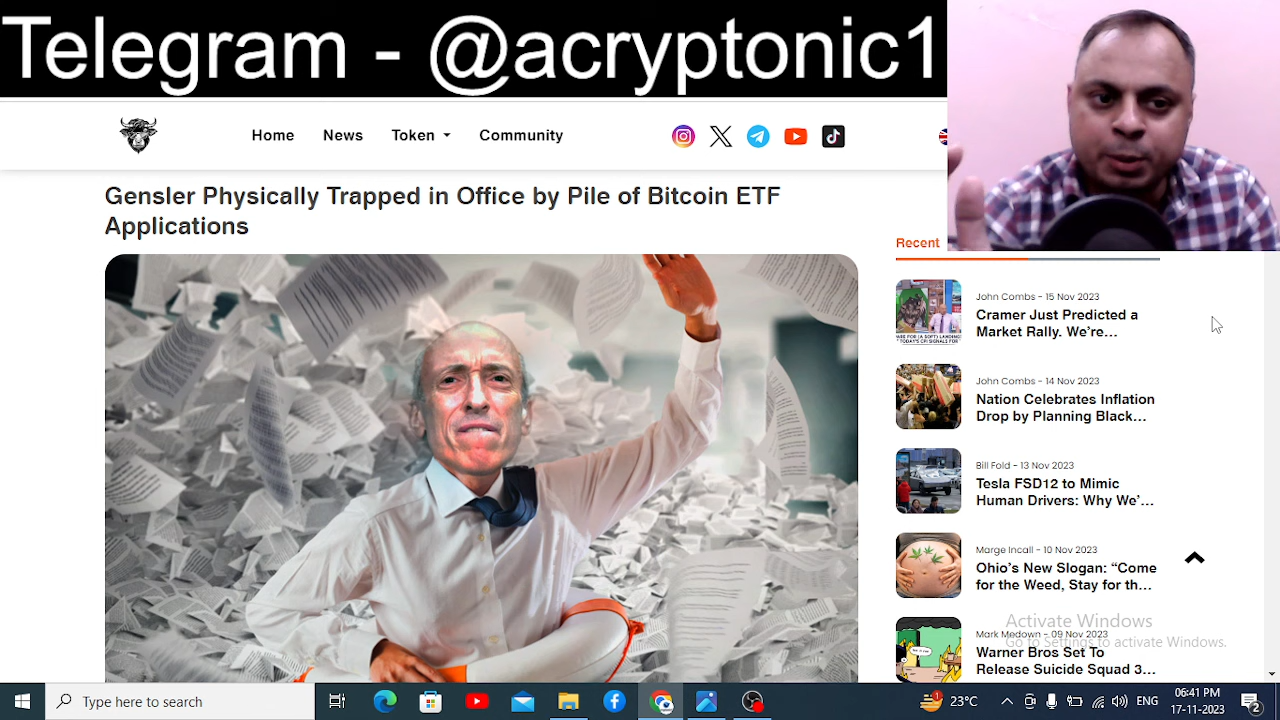 Telegram - @acryptonic1
Home News Token Community
Gensler Physically Trapped in Office by Pile of Bitcoin ETF
Applications
Recent
John Combs - 15 Nov 2023
Cramer Just Predicted a
Market Rally. We're...
John Combs - 14 Nov 2023
Nation Celebrates Inflation
Drop by Planning Black...
Bill Fold - 13 Nov 2023
Tesla FSD12 to Mimic
Human Drivers: Why We'...
Marge Incall - 10 Nov 2023
Ohio's New Slogan: “Come
for the Weed, Stay for th...
Activate Windows
Go to Settings to activate Windows.
Mark Medown - 09 Nov 2023
Warner Bros Set To
Release Suicide Squad 3...
Type here to search
23°C
ENG
06:41 PM
17-11-2023
2